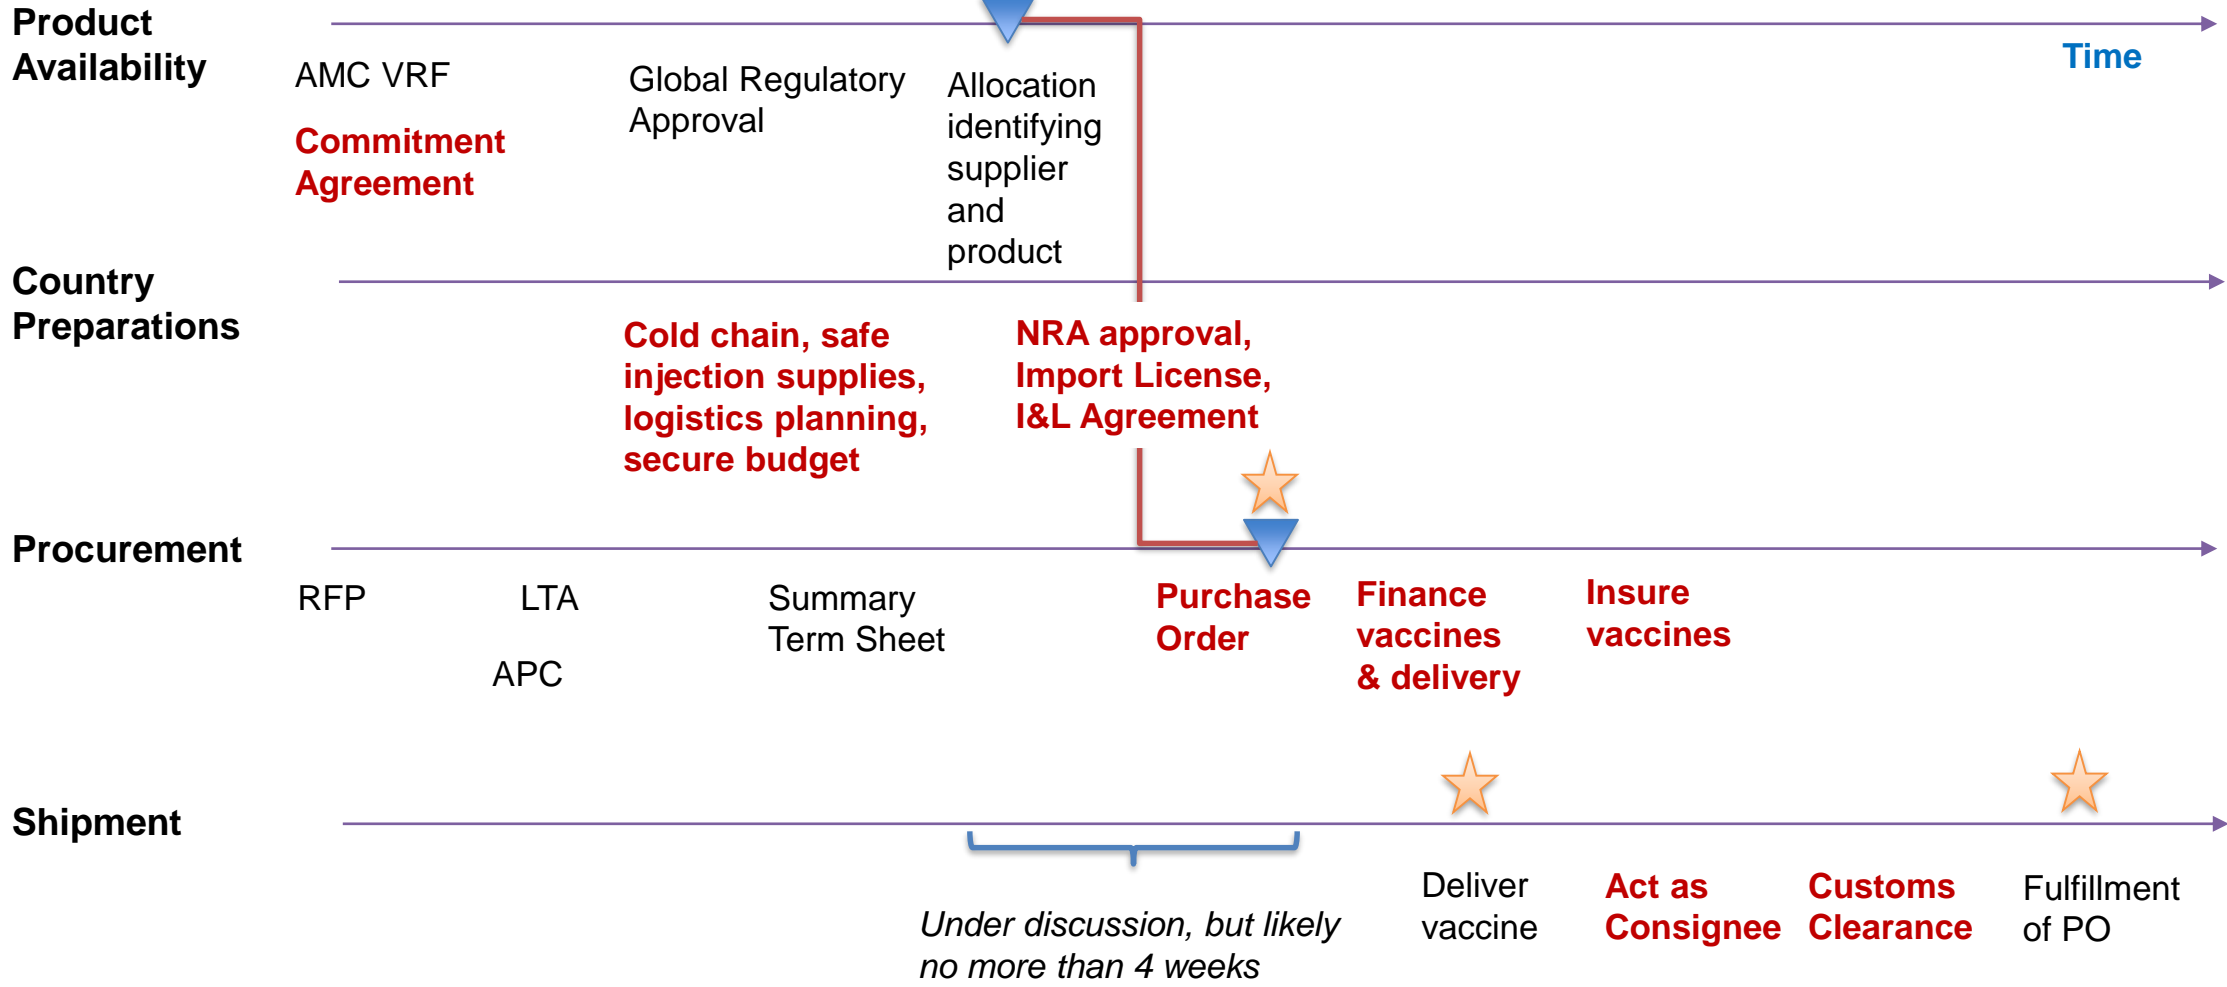 Product
Availability
Time
AMC VRF
Commitment
Agreement
Global Regulatory
Approval
Allocation
identifying
supplier
and
product
Country
Preparations
Cold chain, safe
injection supplies,
logistics planning,
secure budget
NRA approval,
Import License,
I&L Agreement
Procurement
RFP
LTA
APC
Summary
Term Sheet
Purchase
Order
Finance
vaccines
& delivery
Insure
vaccines
Shipment
Under discussion, but likely
no more than 4 weeks
Deliver
vaccine
Act as
Consignee
Customs
Clearance
Fulfillment
of PO